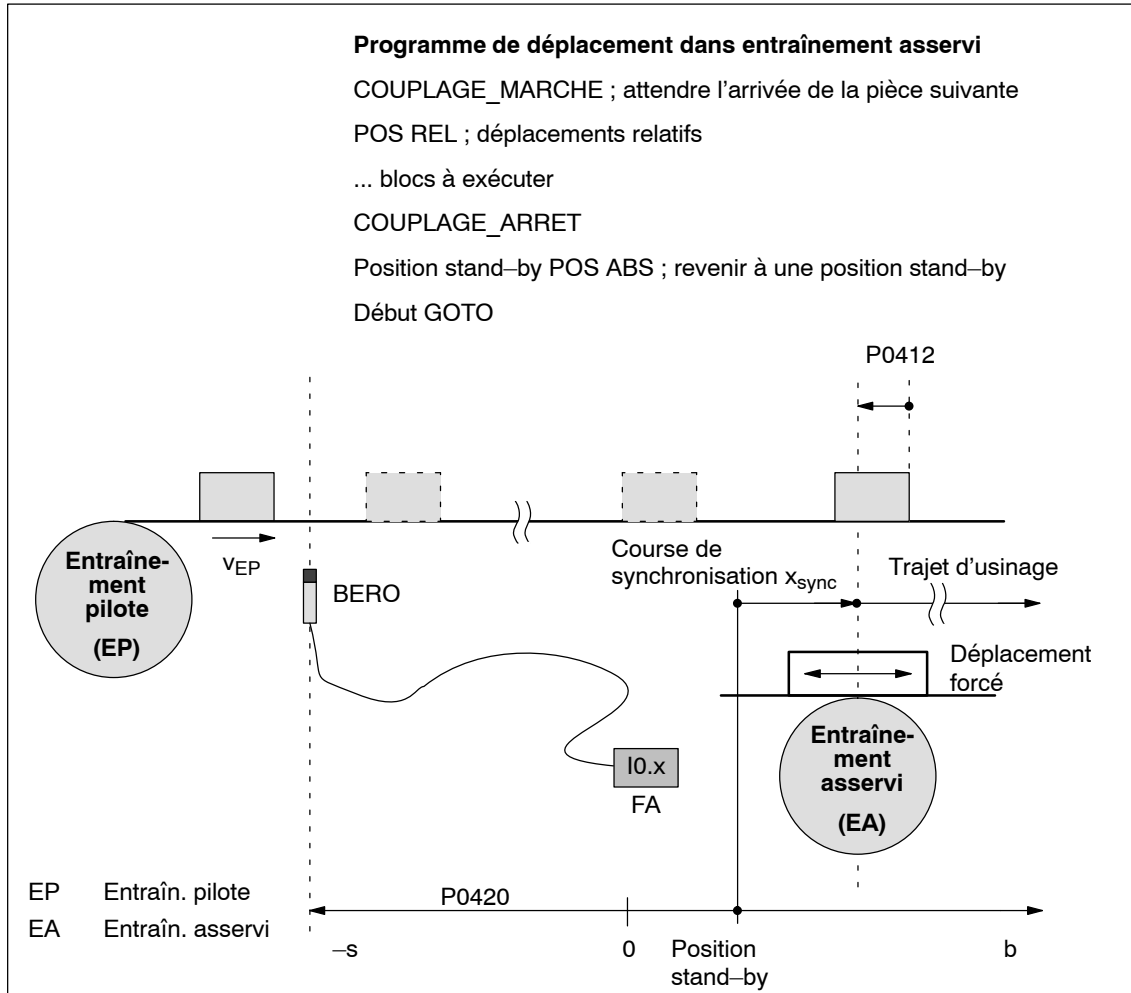 Programme de déplacement dans entraînement asservi
COUPLAGE_MARCHE ; attendre l'arrivée de la pièce suivante
POS REL ; déplacements relatifs
... blocs à exécuter
COUPLAGE_ARRET
Position stand–by POS ABS ; revenir à une position stand–by
Début GOTO
P0412
Entraîne-
ment
pilote
(EP)
vEP
BERO
Course de
synchronisation xsync
Trajet d'usinage
Déplacement
forcé
Entraîne-
ment
asservi
(EA)
I0.x
FA
EP Entraîn. pilote
EA Entraîn. asservi
P0420
–s
0
Position
stand–by
b